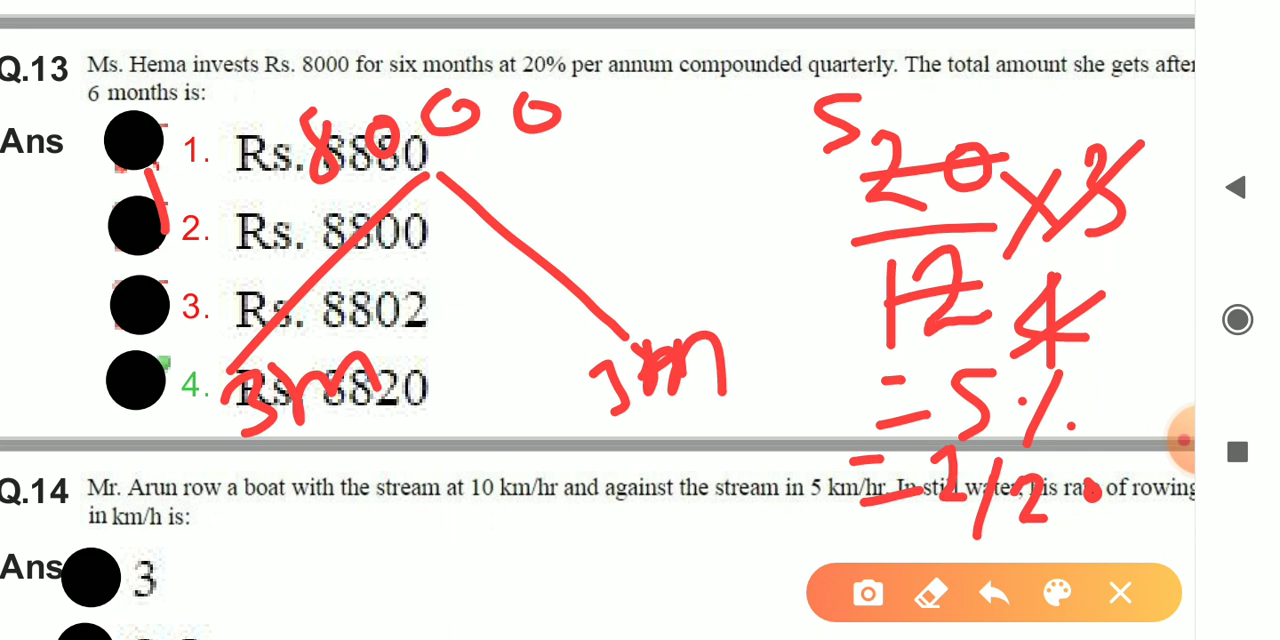 Q.13 Ms. Hema invests Rs. 8000 for six months at 20% per annum compounded quarterly. The total amount she gets after
6 months is:
Ans 1. Rs. 8880
2. Rs. 8800
3. Rs. 8802
4. Rs. 8820
8000
3m 3m
5
20 × 3
12 4
= 5%
= 1/20
Q.14 Mr. Arun row a boat with the stream at 10 km/hr and against the stream in 5 km/hr. In still water, his rate of rowing
in km/h is:
Ans 3